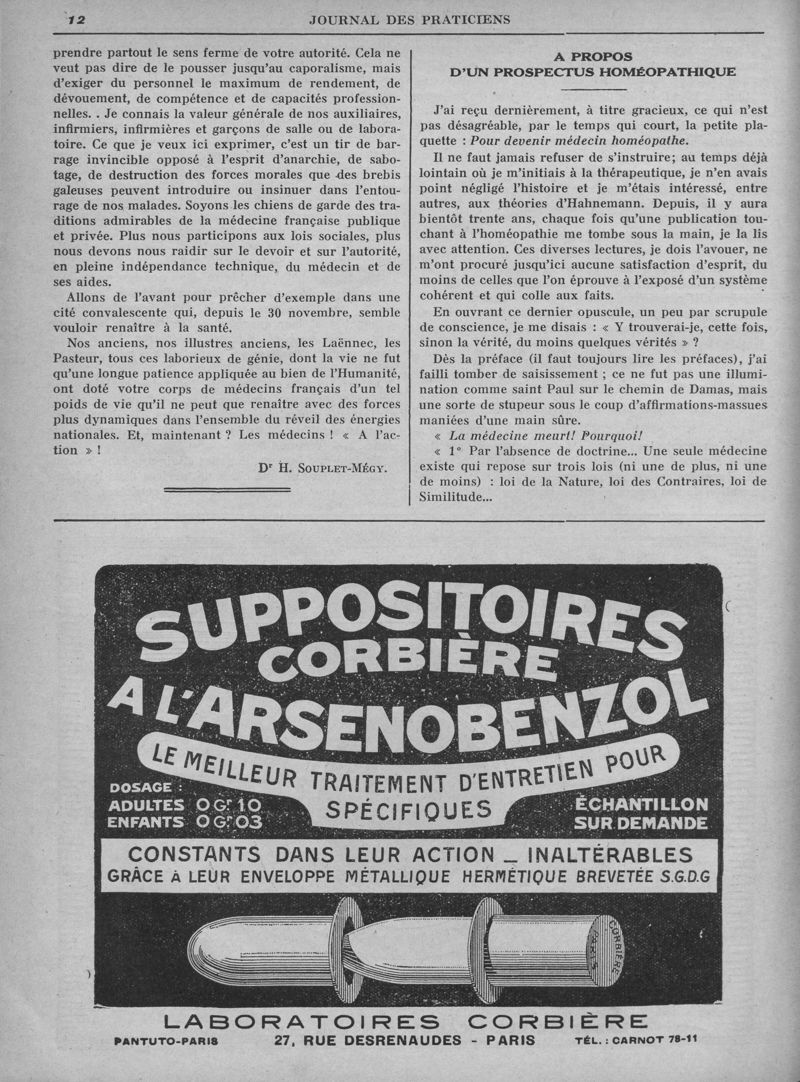 12
JOURNAL DES PRATICIENS
prendre partout le sens ferme de votre autorité. Cela ne
veut pas dire de le pousser jusqu'au caporalisme, mais
d'exiger du personnel le maximum de rendement, de
dévouement, de compétence et de capacités profession-
nelles. . Je connais la valeur générale de nos auxiliaires,
infirmiers, infirmières et garçons de salle ou de labora-
toire. Ce que je veux ici exprimer, c'est un tir de bar-
rage invincible opposé à l'esprit d'anarchie, de sabo-
tage, de destruction des forces morales que des brebis
galeuses peuvent introduire ou insinuer dans l'entou-
rage de nos malades. Soyons les chiens de garde des tra-
ditions admirables de la médecine française publique
et privée. Plus nous participons aux lois sociales, plus
nous devons nous raidir sur le devoir et sur l'autorité,
en pleine indépendance technique, du médecin et de
ses aides.
Allons de l'avant pour prêcher d'exemple dans une
cité convalescente qui, depuis le 30 novembre, semble
vouloir renaître à la santé.
Nos anciens, nos illustres anciens, les Laënnec, les
Pasteur, tous ces laborieux de génie, dont la vie ne fut
qu'une longue patience appliquée au bien de l'Humanité,
ont doté votre corps de médecins français d'un tel
poids de vie qu'il ne peut que renaître avec des forces
plus dynamiques dans l'ensemble du réveil des énergies
nationales. Et, maintenant ? Les médecins ! « A l'ac-
tion » !
Dr H. Souplet-Mégy.
A PROPOS
D'UN PROSPECTUS HOMÉOPATHIQUE
J'ai reçu dernièrement, à titre gracieux, ce qui n'est
pas désagréable, par le temps qui court, la petite pla-
quette : Pour devenir médecin homéopathe.
Il ne faut jamais refuser de s'instruire; au temps déjà
lointain où je m'initiais à la thérapeutique, je n'en avais
point négligé l'histoire et je m'étais intéressé, entre
autres, aux théories d'Hahnemann. Depuis, il y aura
bientôt trente ans, chaque fois qu'une publication tou-
chant à l'homéopathie me tombe sous la main, je la lis
avec attention. Ces diverses lectures, je dois l'avouer, ne
m'ont procuré jusqu'ici aucune satisfaction d'esprit, du
moins de celles que l'on éprouve à l'exposé d'un système
cohérent et qui colle aux faits.
En ouvrant ce dernier opuscule, un peu par scrupule
de conscience, je me disais : « Y trouverai-je, cette fois,
sinon la vérité, du moins quelques vérités » ?
Dès la préface (il faut toujours lire les préfaces), j'ai
failli tomber de saisissement ; ce ne fut pas une illumi-
nation comme saint Paul sur le chemin de Damas, mais
une sorte de stupeur sous le coup d'affirmations-massues
maniées d'une main sûre.
« La médecine meurt! Pourquoi!
« 1° Par l'absence de doctrine... Une seule médecine
existe qui repose sur trois lois (ni une de plus, ni une
de moins) : loi de la Nature, loi des Contraires, loi de
Similitude...
SUPPOSITOIRES
CORBIÈRE
A L'ARSENOBENZOL
LE MEILLEUR TRAITEMENT D'ENTRETIEN POUR
SPÉCIFIQUES
DOSAGE :
ADULTES 0 Gr 10
ENFANTS 0 Gr 03
ÉCHANTILLON
SUR DEMANDE
CONSTANTS DANS LEUR ACTION _ INALTÉRABLES
GRÂCE A LEUR ENVELOPPE MÉTALLIQUE HERMÉTIQUE BREVETÉE S.G.D.G
CORBIÈRE
PARIS
LABORATOIRES CORBIÈRE
PANTUTO-PARIS
27, RUE DESRENAUDES - PARIS
TÉL. : CARNOT 78-11